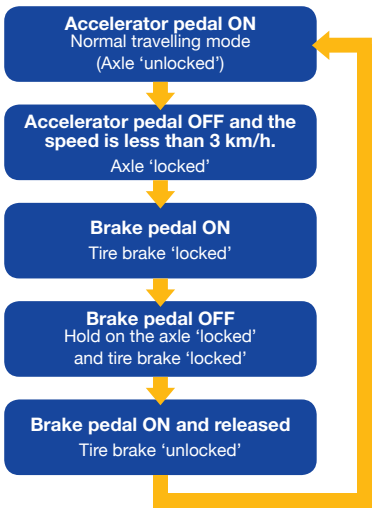 Accelerator pedal ON
Normal travelling mode
(Axle ‘unlocked’)
Accelerator pedal OFF and the
speed is less than 3 km/h.
Axle ‘locked’
Brake pedal ON
Tire brake ‘locked’
Brake pedal OFF
Hold on the axle ‘locked’
and tire brake ‘locked’
Brake pedal ON and released
Tire brake ‘unlocked’